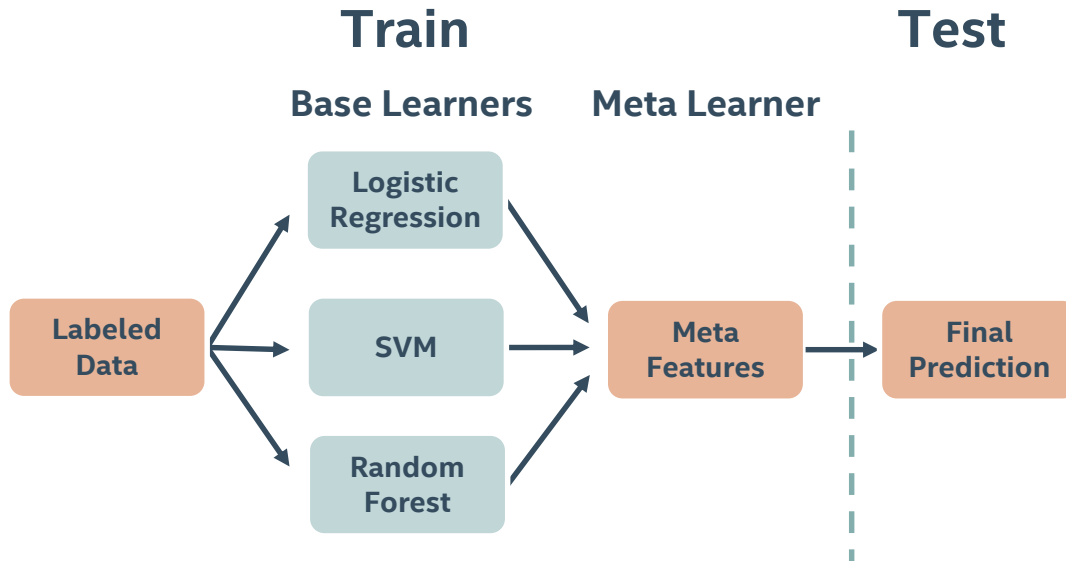 Train
Test
Base Learners
Meta Learner
Logistic
Regression
Labeled
Data
SVM
Meta
Features
Final
Prediction
Random
Forest